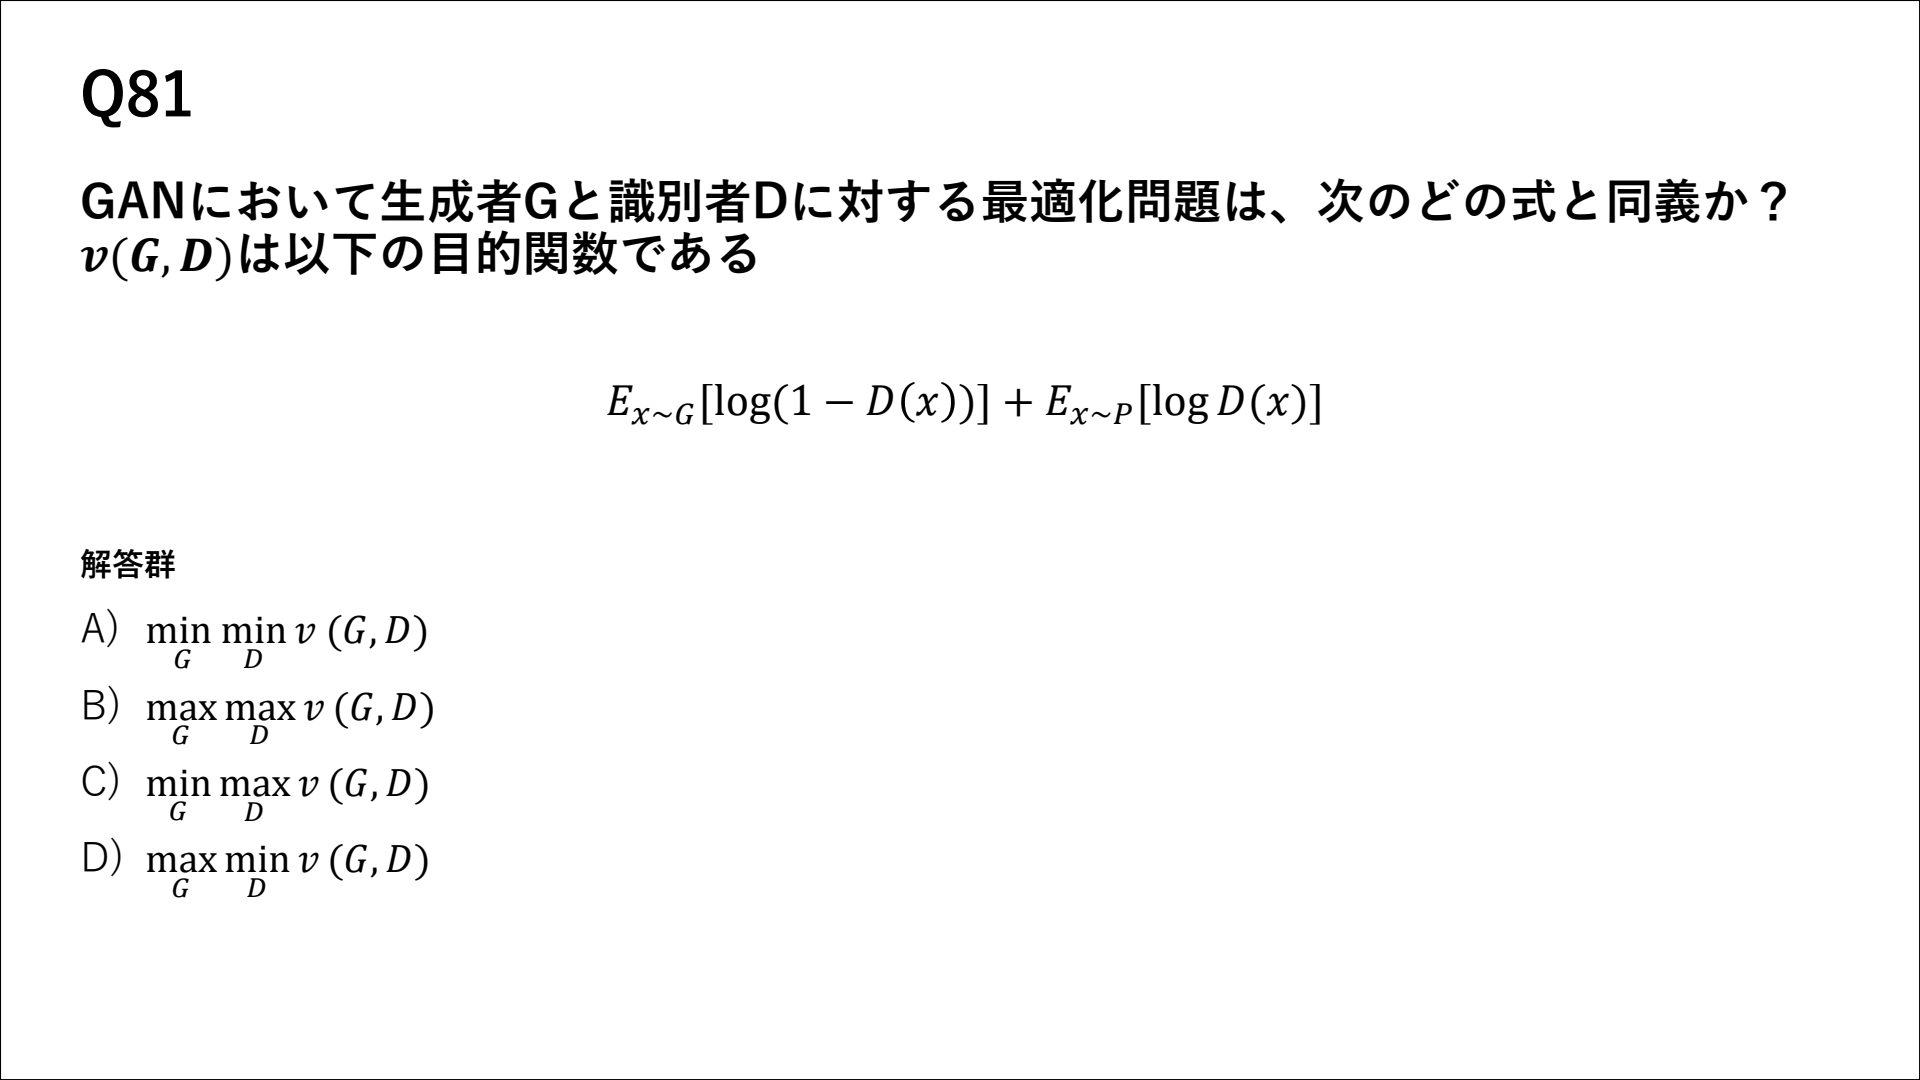 Q81
GANにおいて生成者Gと識別者Dに対する最適化問題は、次のどの式と同義か？
v(G, D)は以下の目的関数である
E_{x~G}[log(1 − D(x))] + E_{x~P}[log D(x)]
解答群
A) min_G min_D v (G, D)
B) max_G max_D v (G, D)
C) min_G max_D v (G, D)
D) max_G min_D v (G, D)